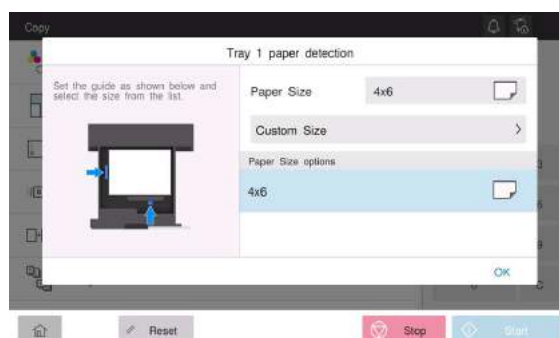 Copy
Tray 1 paper detection
Set the guide as shown below and
select the size from the list.
Paper Size
4x6
Custom Size
Paper Size options
4x6
OK
Reset
Stop
Start